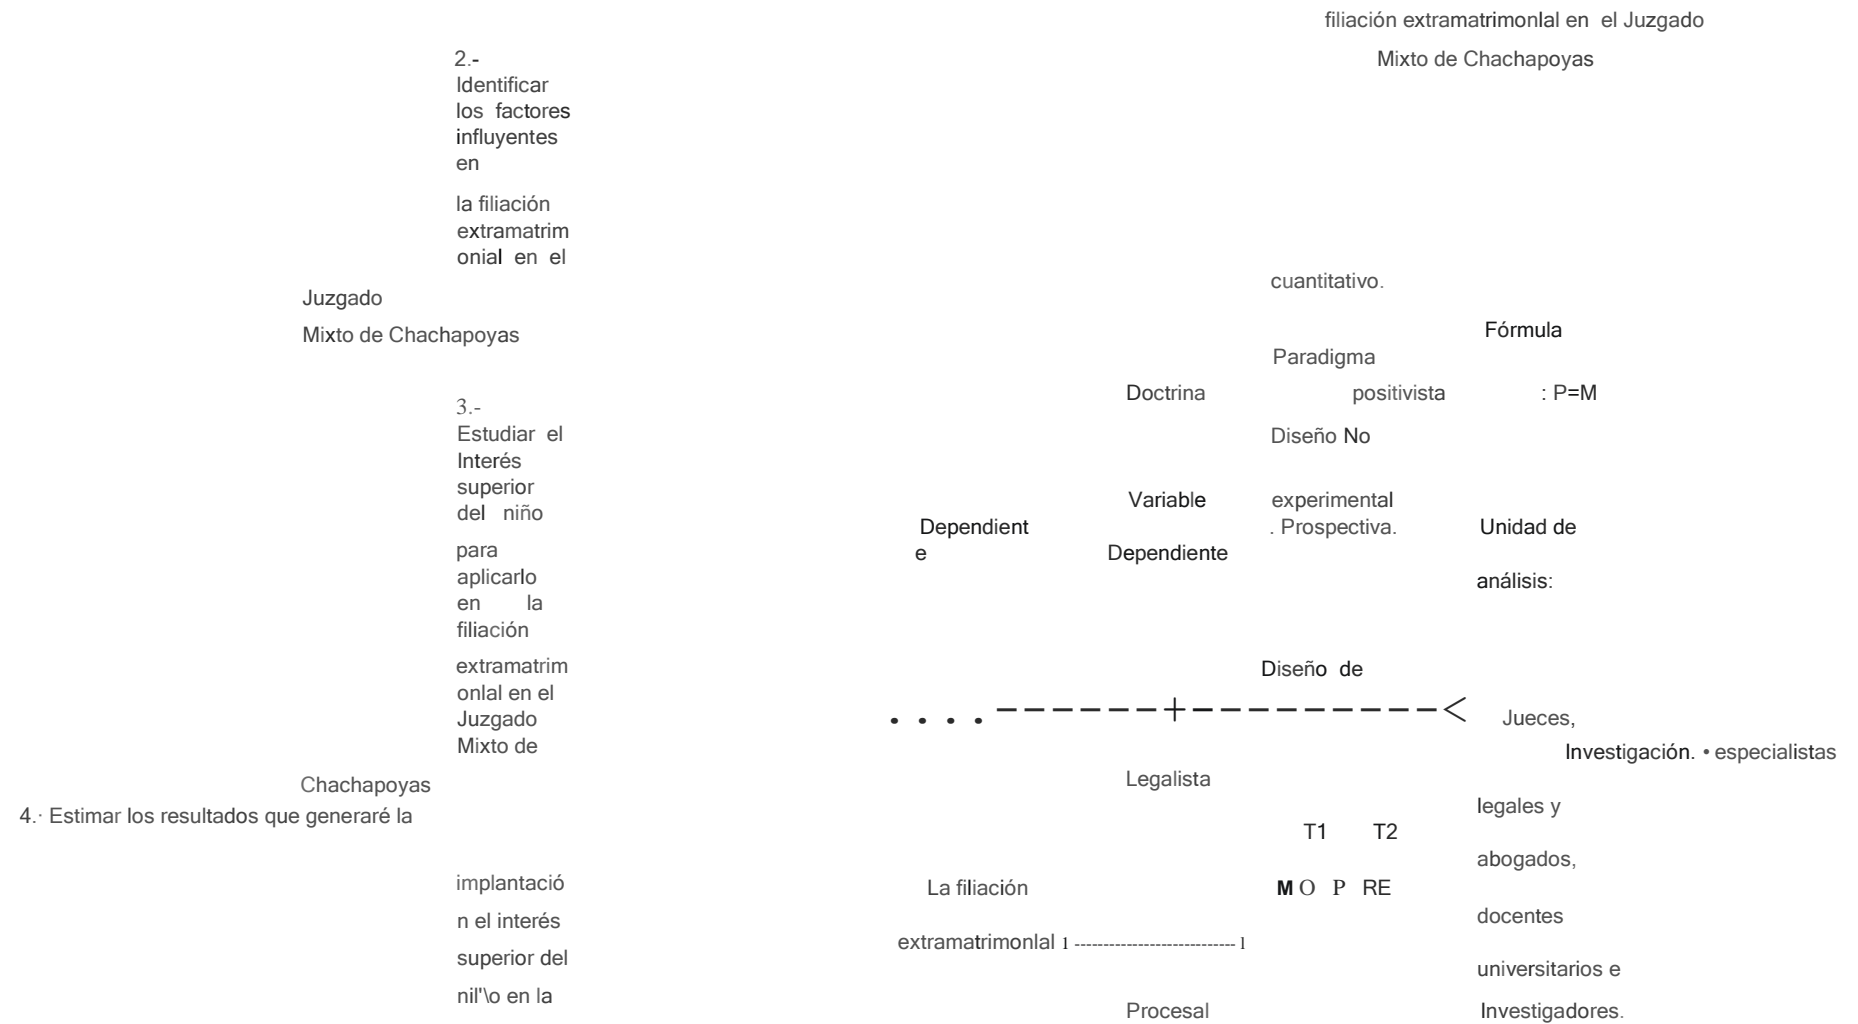 filiación extramatrimonlal en el Juzgado
Mixto de Chachapoyas
2.-
Identificar
los factores
influyentes
en
la filiación
extramatrim
onial en el
Juzgado
Mixto de Chachapoyas
3.-
Estudiar el
Interés
superior
del niño
para
aplicarlo
en la
filiación
extramatrim
onlal en el
Juzgado
Mixto de
Chachapoyas
4.· Estimar los resultados que generaré la
implantació
n el interés
superior del
nil'\o en la
Dependient
e
. . . . ‒ ‒ ‒ ‒ ‒ ‒ ‒ + ‒ ‒ ‒ ‒ ‒ ‒ ‒ ‒ ‒ ‒ <
La filiación
extramatrimonlal 1 ---------------------------- l
Doctrina
Variable
Dependiente
Legalista
Procesal
cuantitativo.
Paradigma
positivista
Diseño No
experimental
. Prospectiva.
Diseño de
Investigación. • especialistas
T1 T2
M O P RE
Fórmula
: P=M
Unidad de
análisis:
Jueces,
legales y
abogados,
docentes
universitarios e
Investigadores.